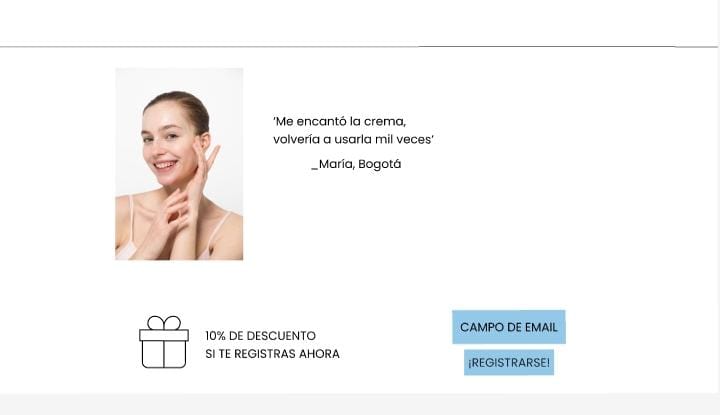 ‘Me encantó la crema,
volvería a usarla mil veces’
_María, Bogotá
10% DE DESCUENTO
SI TE REGISTRAS AHORA
CAMPO DE EMAIL
¡REGISTRARSE!